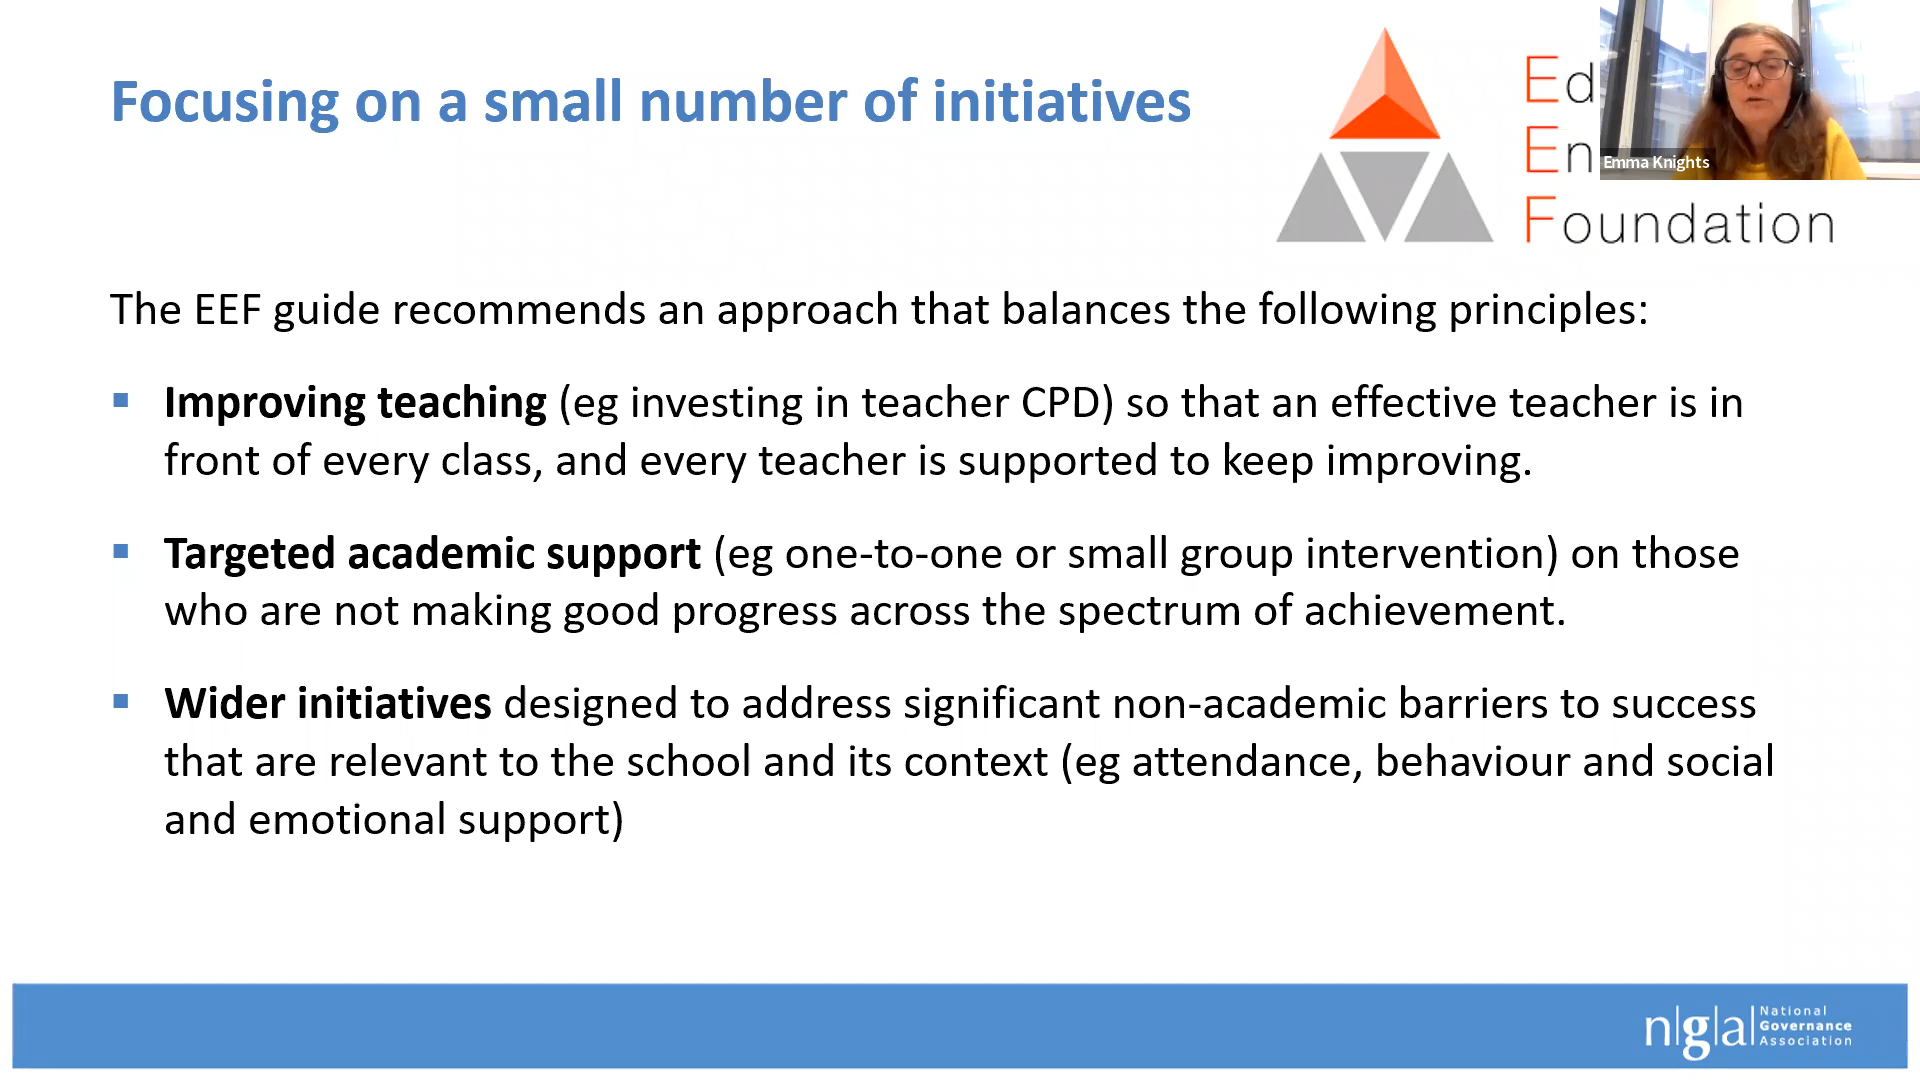 Focusing on a small number of initiatives
Ed
En
Foundation
Emma Knights
The EEF guide recommends an approach that balances the following principles:
▪ Improving teaching (eg investing in teacher CPD) so that an effective teacher is in
front of every class, and every teacher is supported to keep improving.
▪ Targeted academic support (eg one-to-one or small group intervention) on those
who are not making good progress across the spectrum of achievement.
▪ Wider initiatives designed to address significant non-academic barriers to success
that are relevant to the school and its context (eg attendance, behaviour and social
and emotional support)
n|g|a|
National
Governance
Association